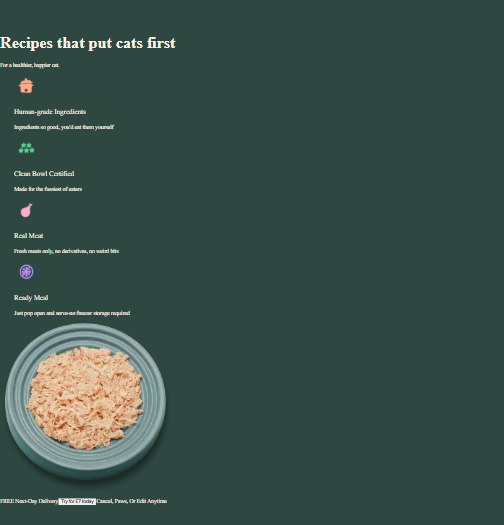 Recipes that put cats first
For a healthier, happier cat.
Human-grade Ingredients
Ingredients so good, you'd eat them yourself
Clean Bowl Certified
Made for the fussiest of eaters
Real Meat
Fresh meats only, no derivatives, no weird bits
Ready Meal
Just pop open and serve-no freezer storage required
FREE Next-Day Delivery Try for £7 today Cancel, Paws, Or Edit Anytime